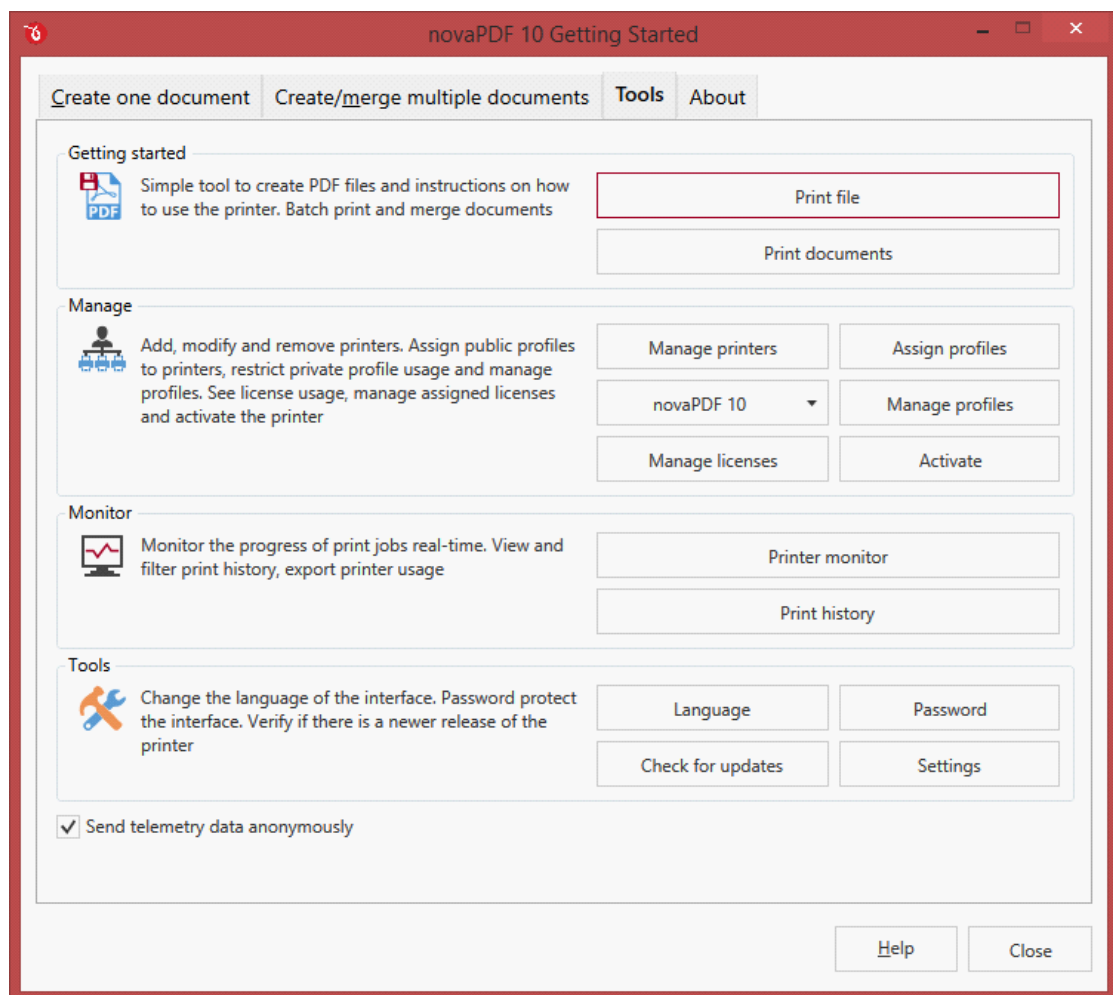 novaPDF 10 Getting Started
Create one document
Create/merge multiple documents
Tools
About
Getting started
PDF
Simple tool to create PDF files and instructions on how
to use the printer. Batch print and merge documents
Print file
Print documents
Manage
Add, modify and remove printers. Assign public profiles
to printers, restrict private profile usage and manage
profiles. See license usage, manage assigned licenses
and activate the printer
Manage printers
Assign profiles
novaPDF 10
Manage profiles
Manage licenses
Activate
Monitor
Monitor the progress of print jobs real-time. View and
filter print history, export printer usage
Printer monitor
Print history
Tools
Change the language of the interface. Password protect
the interface. Verify if there is a newer release of the
printer
Language
Password
Check for updates
Settings
Send telemetry data anonymously
Help
Close